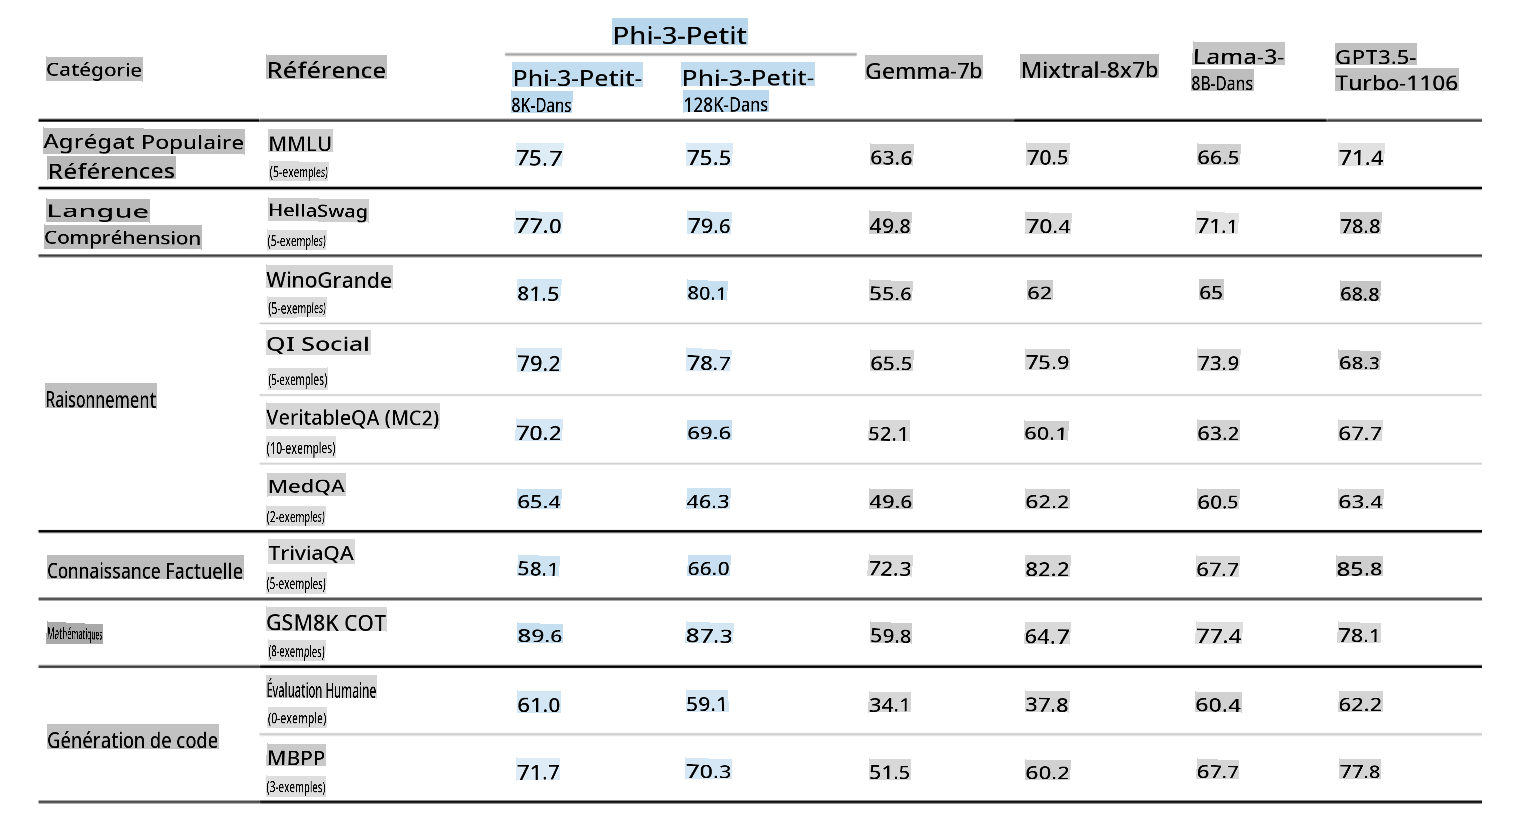 Phi-3-Petit
Catégorie Référence Phi-3-Petit- Phi-3-Petit- Gemma-7b Mixtral-8x7b Lama-3- GPT3.5-
8K-Dans 128K-Dans 8B-Dans Turbo-1106
Agrégat Populaire MMLU 75.7 75.5 63.6 70.5 66.5 71.4
Références (5-exemples)
Langue HellaSwag 77.0 79.6 49.8 70.4 71.1 78.8
Compréhension (5-exemples)
Raisonnement
WinoGrande 81.5 80.1 55.6 62 65 68.8
(5-exemples)
QI Social 79.2 78.7 65.5 75.9 73.9 68.3
(5-exemples)
VeritableQA (MC2) 70.2 69.6 52.1 60.1 63.2 67.7
(10-exemples)
MedQA 65.4 46.3 49.6 62.2 60.5 63.4
(2-exemples)
Connaissance Factuelle TriviaQA 58.1 66.0 72.3 82.2 67.7 85.8
(5-exemples)
Mathématiques GSM8K COT 89.6 87.3 59.8 64.7 77.4 78.1
(8-exemples)
Génération de code
Évaluation Humaine 61.0 59.1 34.1 37.8 60.4 62.2
(0-exemple)
MBPP 71.7 70.3 51.5 60.2 67.7 77.8
(3-exemples)